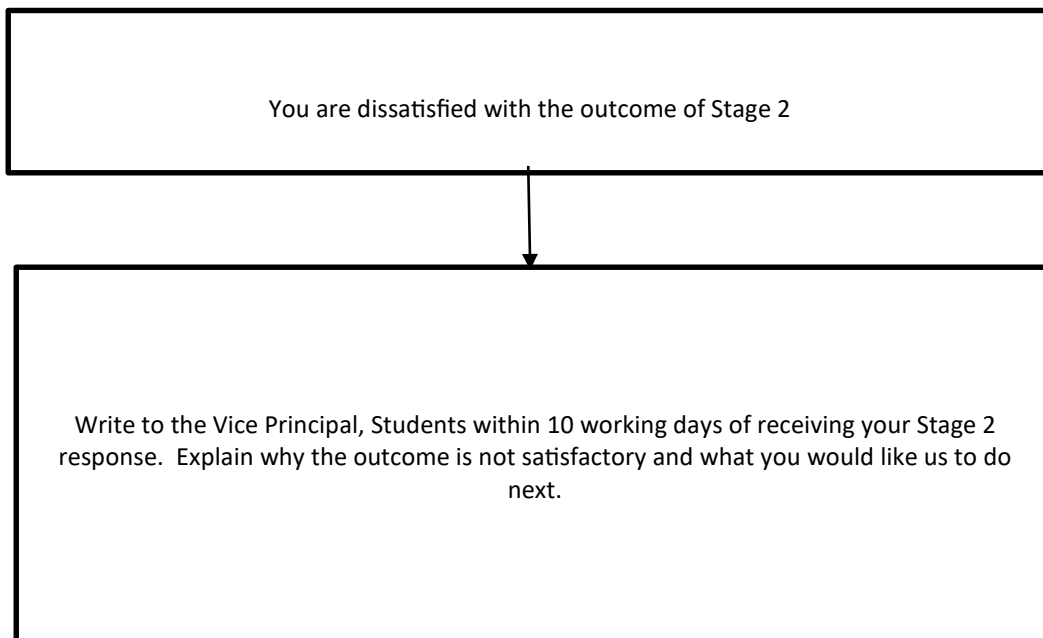 You are dissatisfied with the outcome of Stage 2
Write to the Vice Principal, Students within 10 working days of receiving your Stage 2
response.  Explain why the outcome is not satisfactory and what you would like us to do
next.